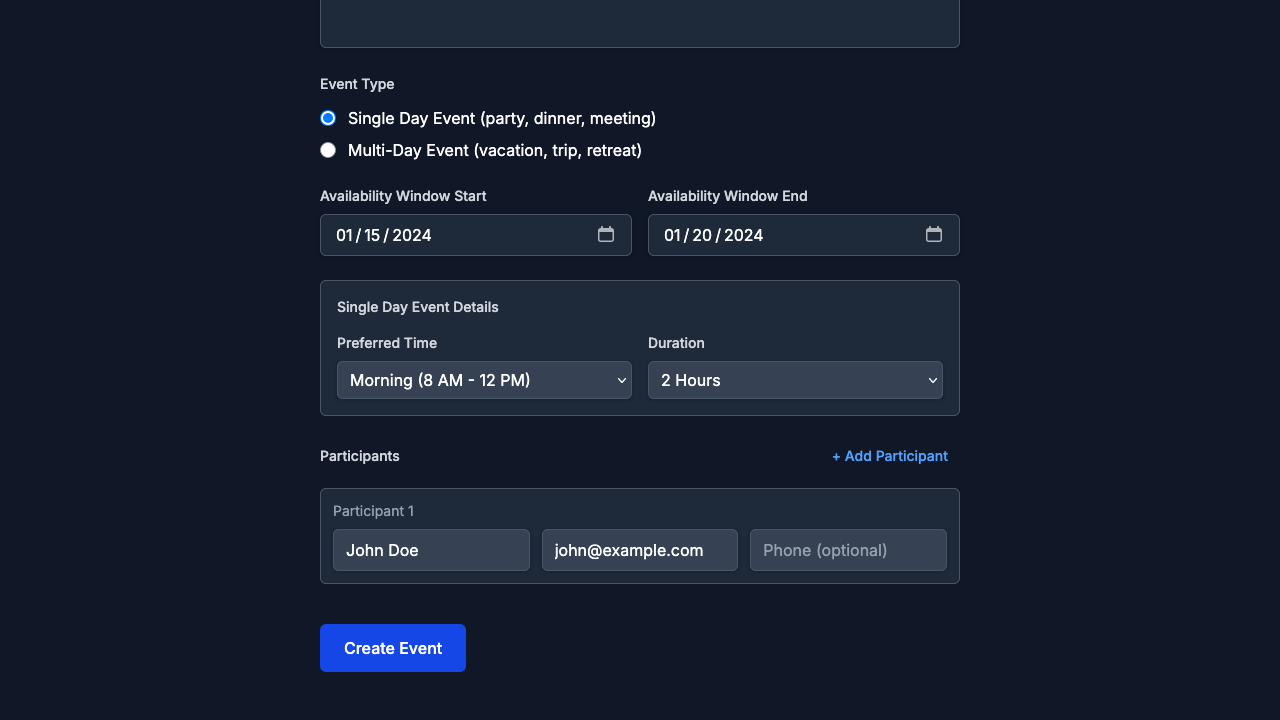 Event Type
Single Day Event (party, dinner, meeting)
Multi-Day Event (vacation, trip, retreat)
Availability Window Start
Availability Window End
01/15/2024
01/20/2024
Single Day Event Details
Preferred Time
Duration
Morning (8 AM - 12 PM)
2 Hours
Participants
+ Add Participant
Participant 1
John Doe
john@example.com
Phone (optional)
Create Event